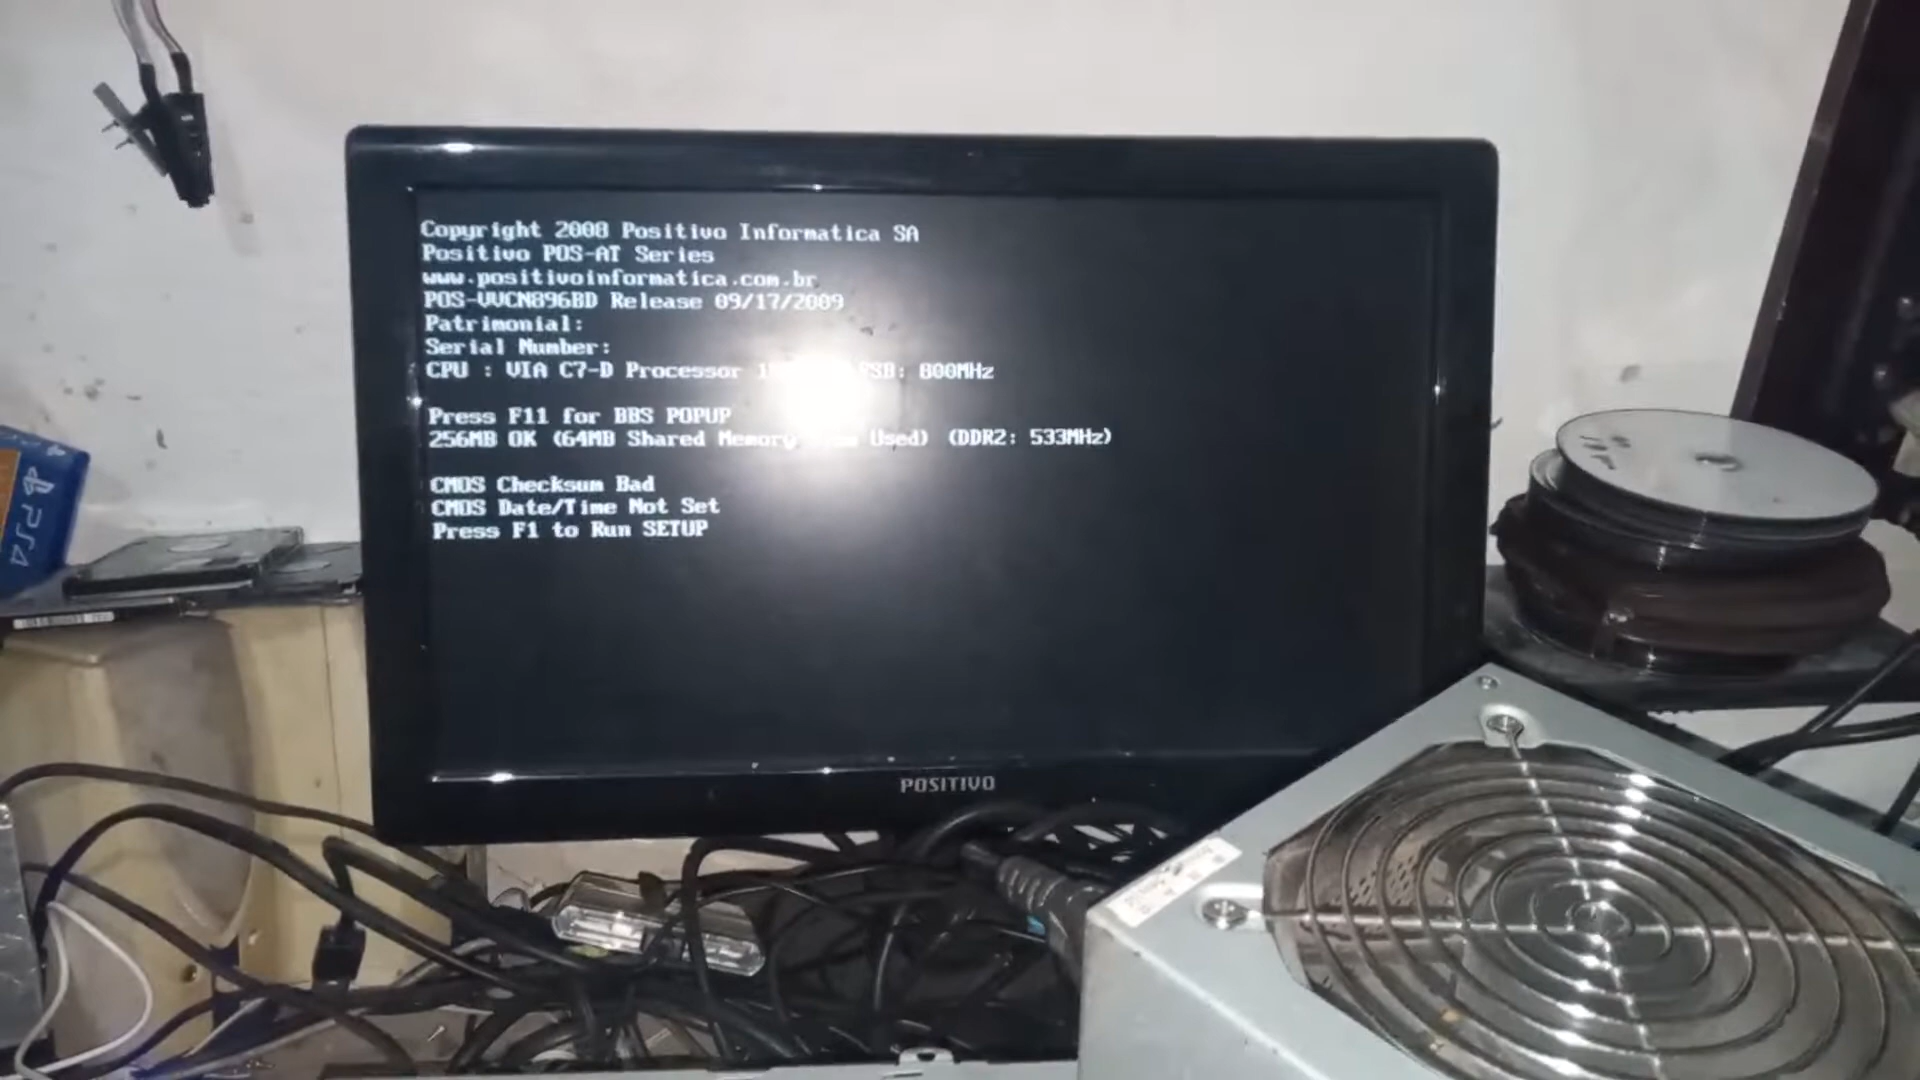 Copyright 2008 Positivo Informatica SA
Positivo POS-AT Series
www.positivoinformatica.com.br
POS-VVCN896BD Release 09/17/2009
Patrimonial:
Serial Number:
CPU : VIA C7-D Processor FSB: 800MHz
Press F11 for BBS POPUP
256MB OK (64MB Shared Memory Used) (DDR2: 533MHz)
CMOS Checksum Bad
CMOS Date/Time Not Set
Press F1 to Run SETUP
POSITIVO
PS4